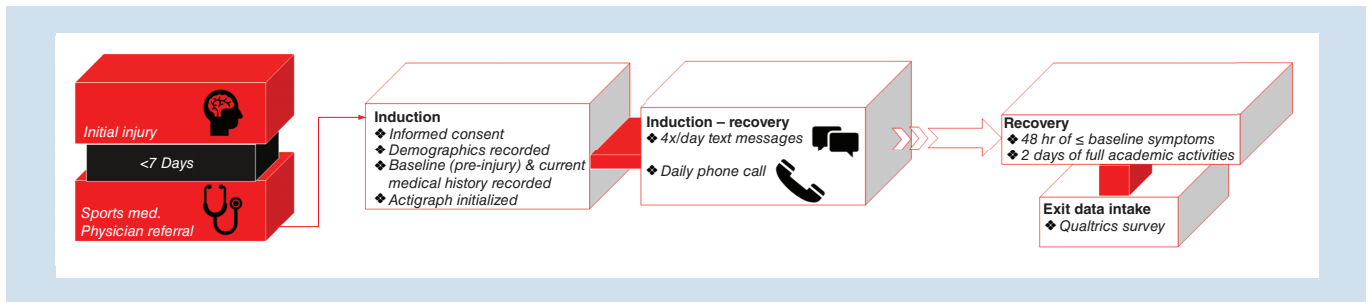 Initial injury
<7 Days
Sports med.
Physician referral
Induction
❖ Informed consent
❖ Demographics recorded
❖ Baseline (pre-injury) & current
medical history recorded
❖ Actigraph initialized
Induction – recovery
❖ 4x/day text messages
❖ Daily phone call
Recovery
❖ 48 hr of ≤ baseline symptoms
❖ 2 days of full academic activities
Exit data intake
❖ Qualtrics survey